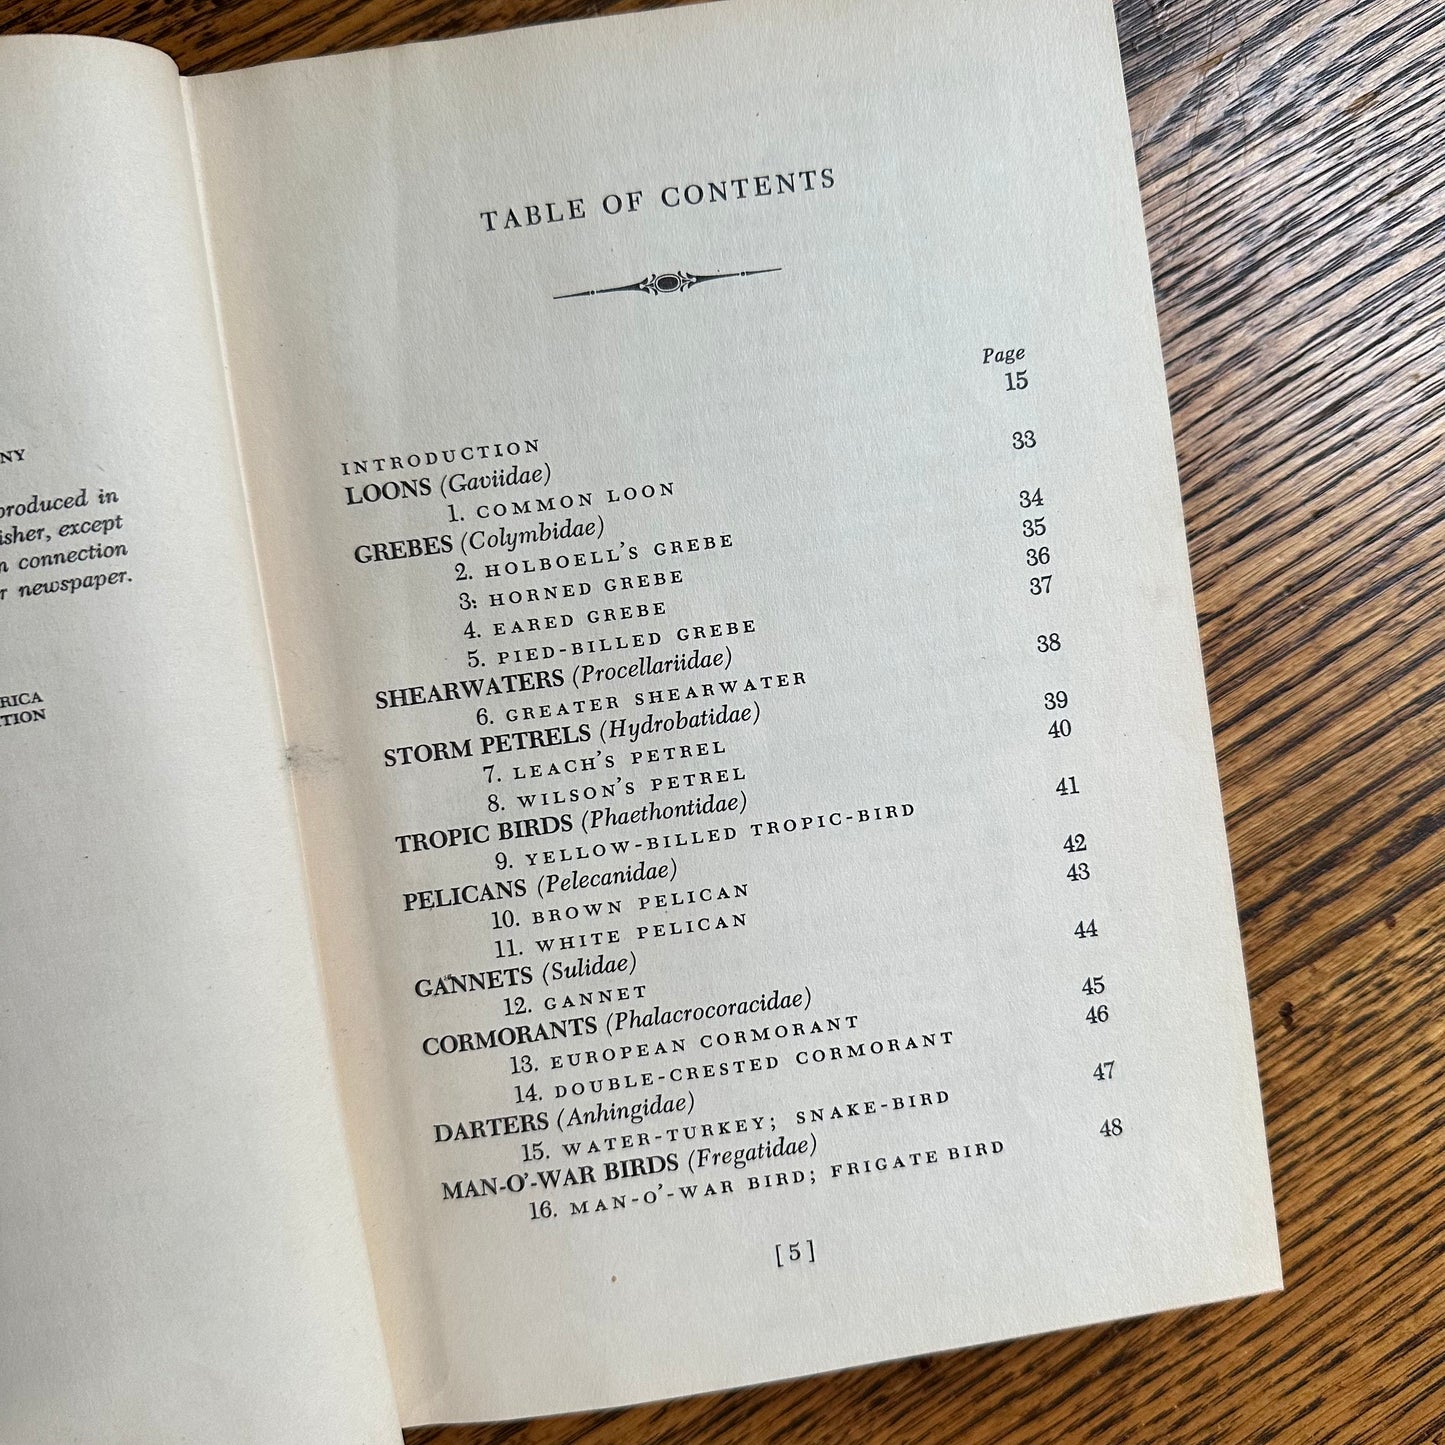 NY
produced in
isher, except
n connection
r newspaper.
RICA
TION
TABLE OF CONTENTS
Page
INTRODUCTION 15
LOONS (Gaviidae)
1. COMMON LOON 33
GREBES (Colymbidae)
2. HOLBOELL'S GREBE 34
3: HORNED GREBE 35
4. EARED GREBE 36
5. PIED-BILLED GREBE 37
SHEARWATERS (Procellariidae)
6. GREATER SHEARWATER 38
STORM PETRELS (Hydrobatidae)
7. LEACH'S PETREL 39
8. WILSON'S PETREL 40
TROPIC BIRDS (Phaethontidae)
9. YELLOW-BILLED TROPIC-BIRD 41
PELICANS (Pelecanidae)
10. BROWN PELICAN 42
11. WHITE PELICAN 43
GANNETS (Sulidae)
12. GANNET 44
CORMORANTS (Phalacrocoracidae)
13. EUROPEAN CORMORANT 45
14. DOUBLE-CRESTED CORMORANT 46
DARTERS (Anhingidae)
15. WATER-TURKEY; SNAKE-BIRD 47
MAN-O'-WAR BIRDS (Fregatidae)
16. MAN-O'-WAR BIRD; FRIGATE BIRD 48
[ 5 ]